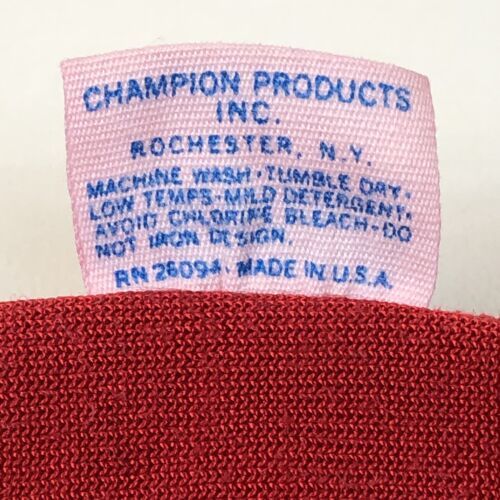 CHAMPION PRODUCTS
INC.
ROCHESTER, N.Y.
MACHINE WASH·TUMBLE DRY·
LOW TEMPS·MILD DETERGENT·
AVOID CHLORINE BLEACH·DO
NOT IRON DESIGN.
RN 26094· MADE IN U.S.A.